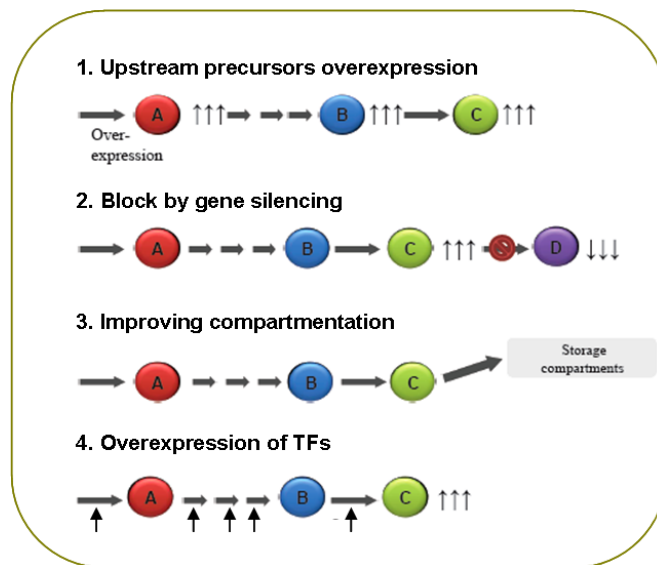 1. Upstream precursors overexpression
A ↑↑↑ B ↑↑↑ C ↑↑↑
Over-
expression
2. Block by gene silencing
A B C ↑↑↑ D ↓↓↓
3. Improving compartmentation
Storage
compartments
A B C
4. Overexpression of TFs
A B C ↑↑↑